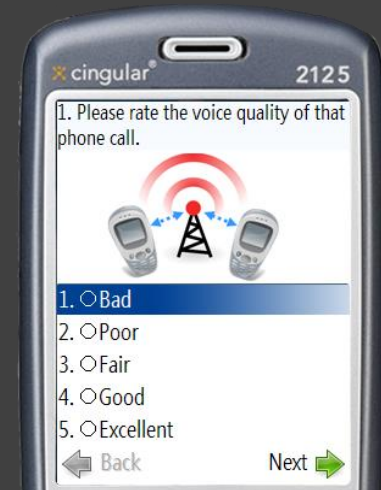 cingular® 2125
1. Please rate the voice quality of that
phone call.
1. Bad
2. Poor
3. Fair
4. Good
5. Excellent
Back Next